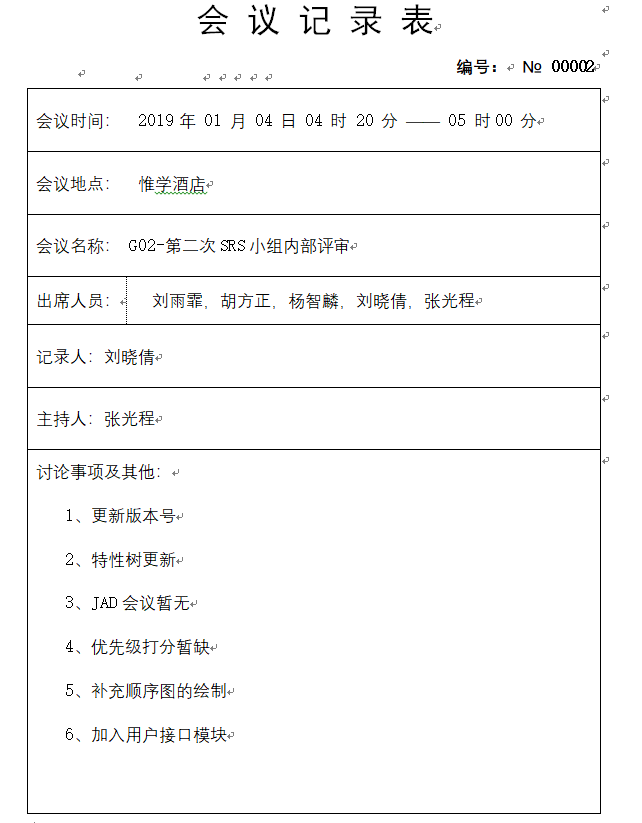 会 议 记 录 表
编号： № 00002
会议时间： 2019 年 01 月 04 日 04 时 20 分 —— 05 时 00 分
会议地点： 惟学酒店
会议名称： G02-第二次 SRS 小组内部评审
出席人员： 刘雨霏，胡方正，杨智麟，刘晓倩，张光程
记录人：刘晓倩
主持人：张光程
讨论事项及其他：
1、更新版本号
2、特性树更新
3、JAD 会议暂无
4、优先级打分暂缺
5、补充顺序图的绘制
6、加入用户接口模块